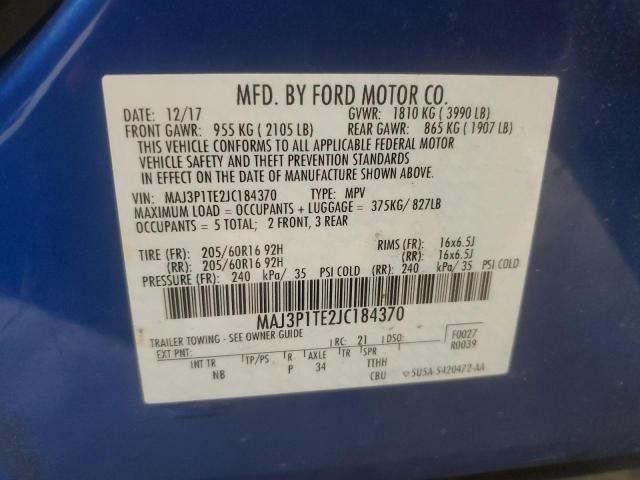 MFD. BY FORD MOTOR CO.
DATE: 12/17 GVWR: 1810 KG ( 3990 LB)
FRONT GAWR: 955 KG ( 2105 LB) REAR GAWR: 865 KG ( 1907 LB)
THIS VEHICLE CONFORMS TO ALL APPLICABLE FEDERAL MOTOR
VEHICLE SAFETY AND THEFT PREVENTION STANDARDS
IN EFFECT ON THE DATE OF MANUFACTURE SHOWN ABOVE.
VIN: MAJ3P1TE2JC184370 TYPE: MPV
MAXIMUM LOAD = OCCUPANTS + LUGGAGE = 375KG/ 827LB
OCCUPANTS = 5 TOTAL; 2 FRONT, 3 REAR
TIRE (FR): 205/60R16 92H RIMS (FR): 16x6.5J
(RR): 205/60R16 92H (RR): 16x6.5J
PRESSURE (FR): 240 kPa/ 35 PSI COLD (RR): 240 kPa/ 35 PSI COLD
MAJ3P1TE2JC184370
TRAILER TOWING - SEE OWNER GUIDE
EXT PNT: RC: 21 DSO: F0027
R0039
INT TR TP/PS R AXLE TR SPR
NB P 34 TTHH
CBU 5U5A-S420472-AA